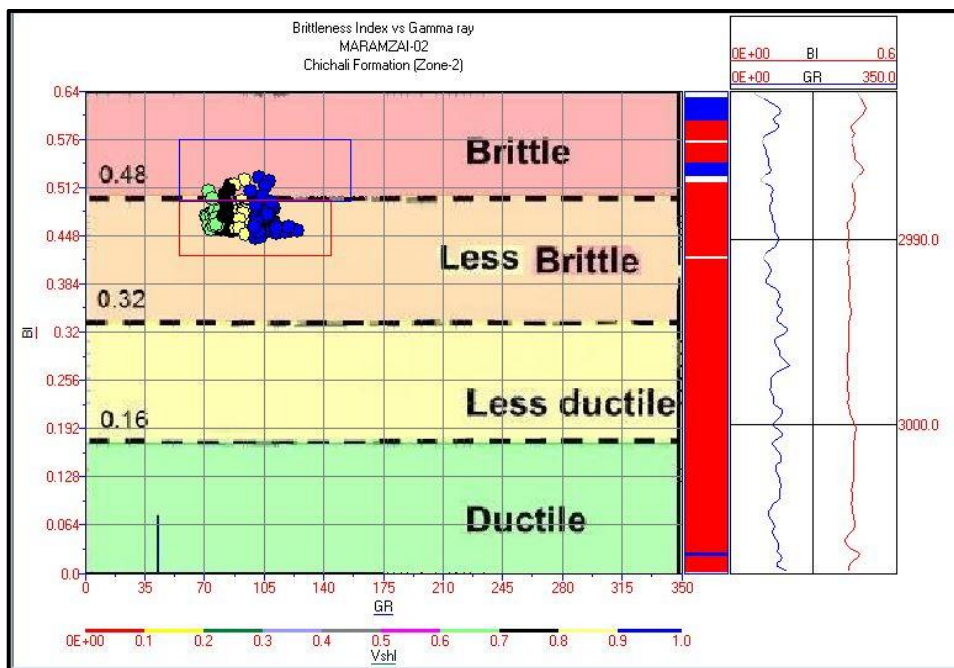 Brittleness Index vs Gamma ray
MARAMZAI-02
Chichali Formation (Zone-2)
0E+00 BI 0.6
0E+00 GR 350.0
0.64
0.576
0.512
0.448
0.384
0.32
0.256
0.192
0.128
0.064
0.0
BI
Brittle
0.48
Less Brittle
0.32
Less ductile
0.16
Ductile
2990.0
3000.0
0 35 70 105 140 175 210 245 280 315 350
GR
0E+00 0.1 0.2 0.3 0.4 0.5 0.6 0.7 0.8 0.9 1.0
Vshl